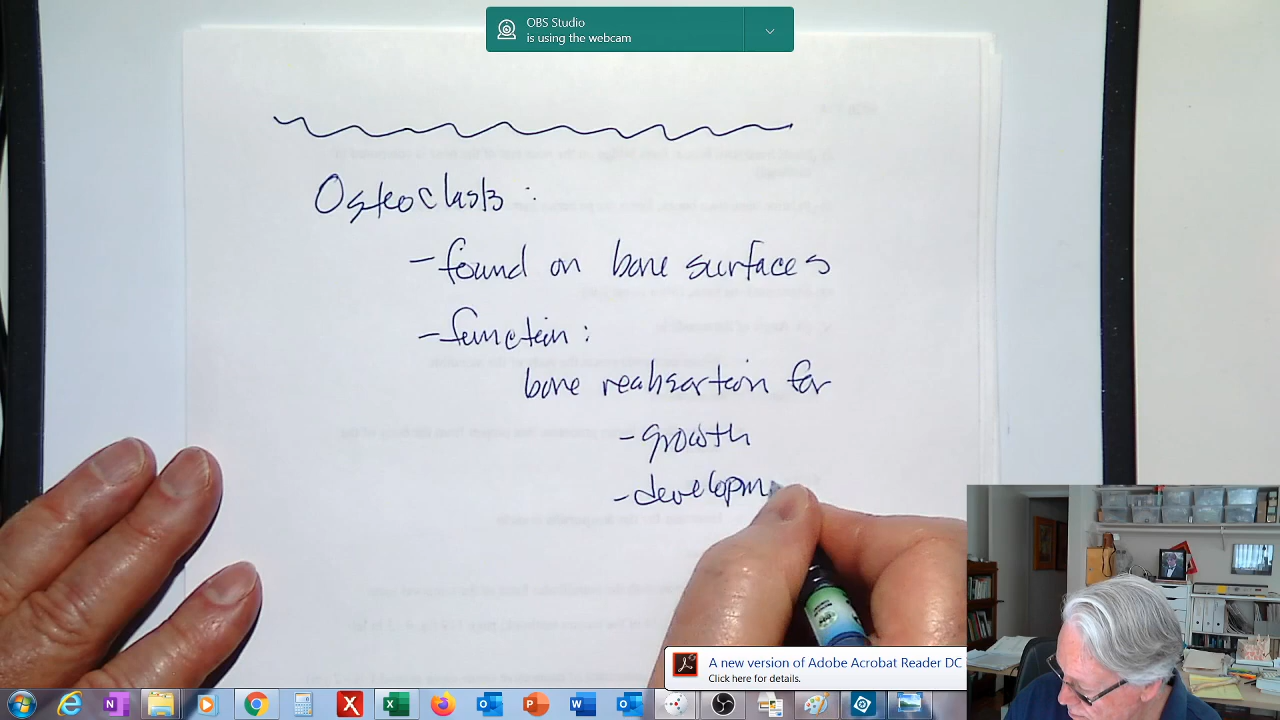 OBS Studio
is using the webcam
Osteoclasts :
- found on bone surfaces
- function :
bone reabsortion for
- growth
- developm
A new version of Adobe Acrobat Reader DC
Click here for details.